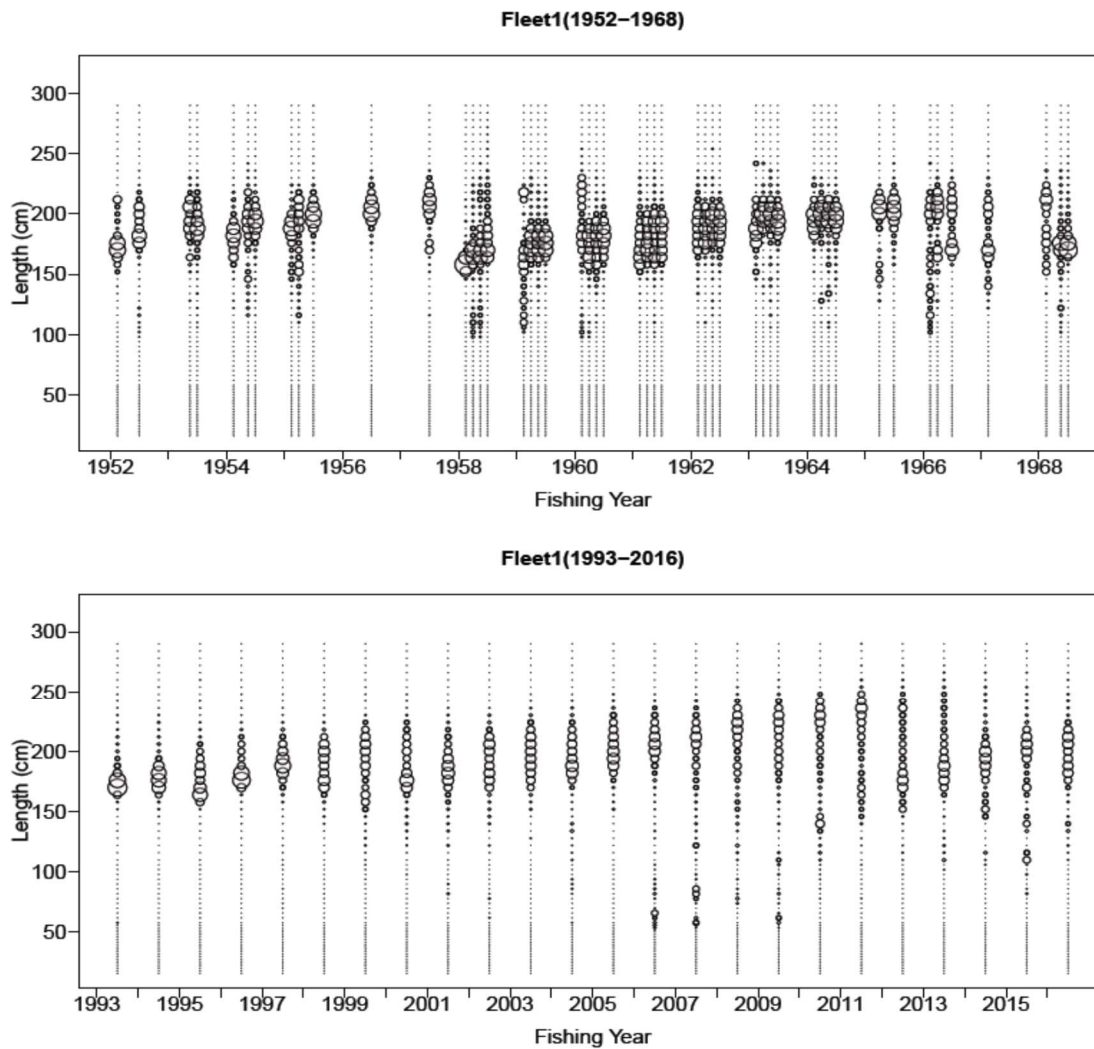 Fleet1(1952−1968)
300
250
200
150
100
50
Length (cm)
1952 1954 1956 1958 1960 1962 1964 1966 1968
Fishing Year
Fleet1(1993−2016)
300
250
200
150
100
50
Length (cm)
1993 1995 1997 1999 2001 2003 2005 2007 2009 2011 2013 2015
Fishing Year